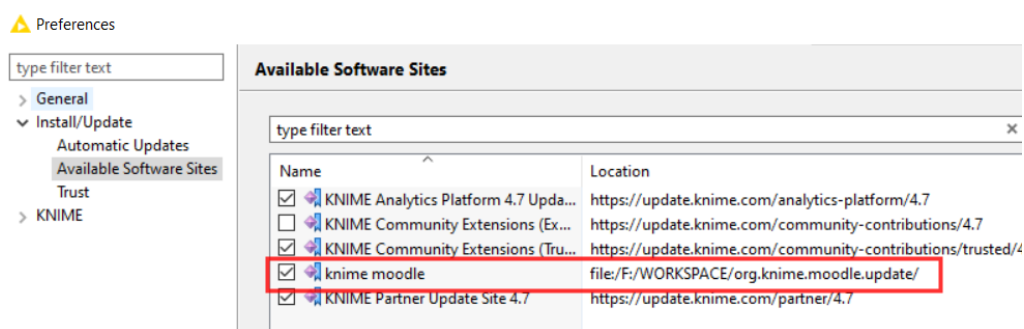 Preferences
type filter text
General
Install/Update
Automatic Updates
Available Software Sites
Trust
KNIME
Available Software Sites
type filter text
Name Location
KNIME Analytics Platform 4.7 Upda... https://update.knime.com/analytics-platform/4.7
KNIME Community Extensions (Ex... https://update.knime.com/community-contributions/4.7
KNIME Community Extensions (Tru... https://update.knime.com/community-contributions/trusted/4
knime moodle file:/F:/WORKSPACE/org.knime.moodle.update/
KNIME Partner Update Site 4.7 https://update.knime.com/partner/4.7